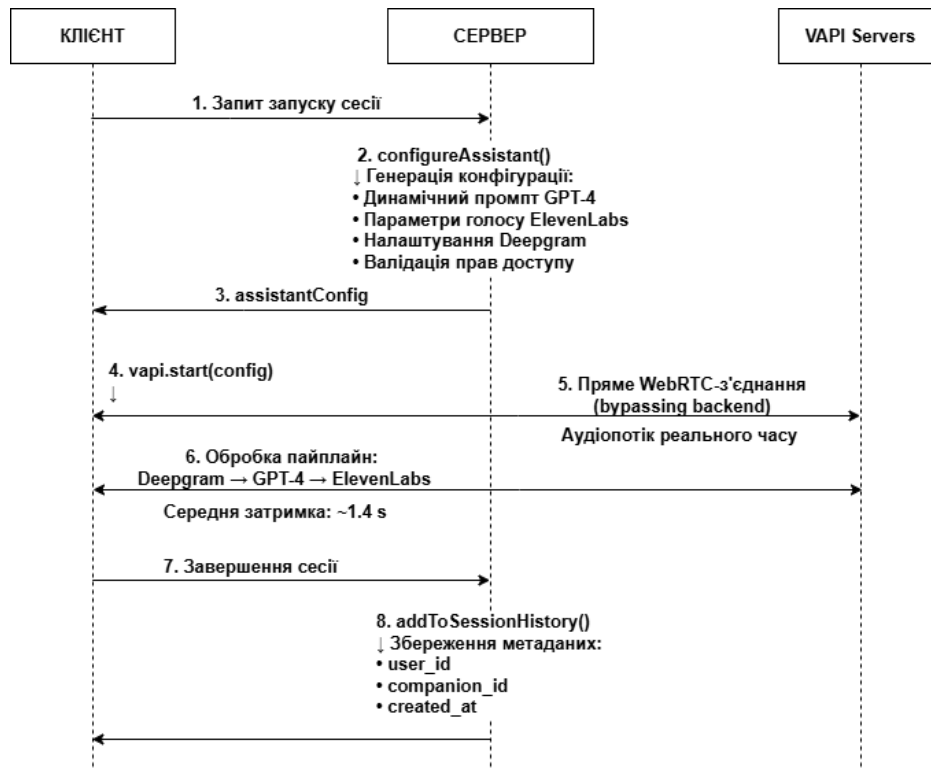 КЛІЄНТ
СЕРВЕР
VAPI Servers
1. Запит запуску сесії
2. configureAssistant()
↓ Генерація конфігурації:
• Динамічний промпт GPT-4
• Параметри голосу ElevenLabs
• Налаштування Deepgram
• Валідація прав доступу
3. assistantConfig
4. vapi.start(config)
↓
5. Пряме WebRTC-з'єднання
(bypassing backend)
Аудіопотік реального часу
6. Обробка пайплайн:
Deepgram → GPT-4 → ElevenLabs
Середня затримка: ~1.4 s
7. Завершення сесії
8. addToSessionHistory()
↓ Збереження метаданих:
• user_id
• companion_id
• created_at